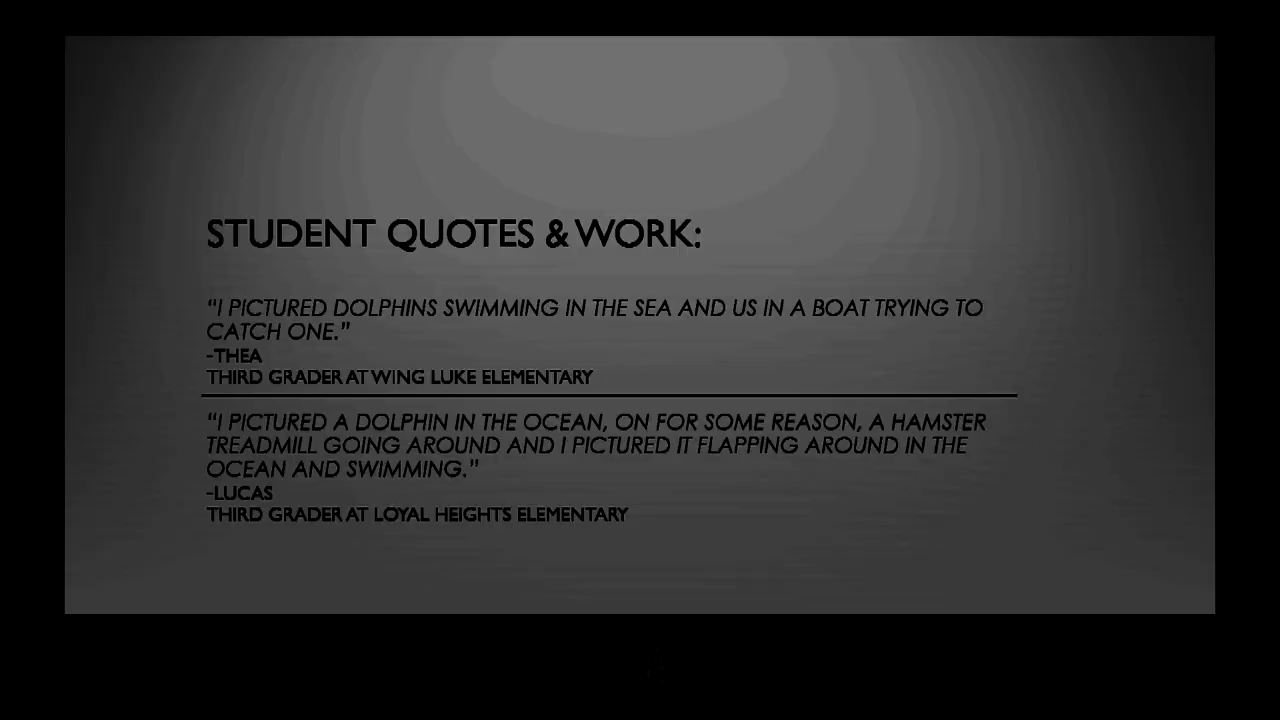 STUDENT QUOTES & WORK:
“I PICTURED DOLPHINS SWIMMING IN THE SEA AND US IN A BOAT TRYING TO
CATCH ONE.”
-THEA
THIRD GRADER AT WING LUKE ELEMENTARY
“I PICTURED A DOLPHIN IN THE OCEAN, ON FOR SOME REASON, A HAMSTER
TREADMILL GOING AROUND AND I PICTURED IT FLAPPING AROUND IN THE
OCEAN AND SWIMMING.”
-LUCAS
THIRD GRADER AT LOYAL HEIGHTS ELEMENTARY